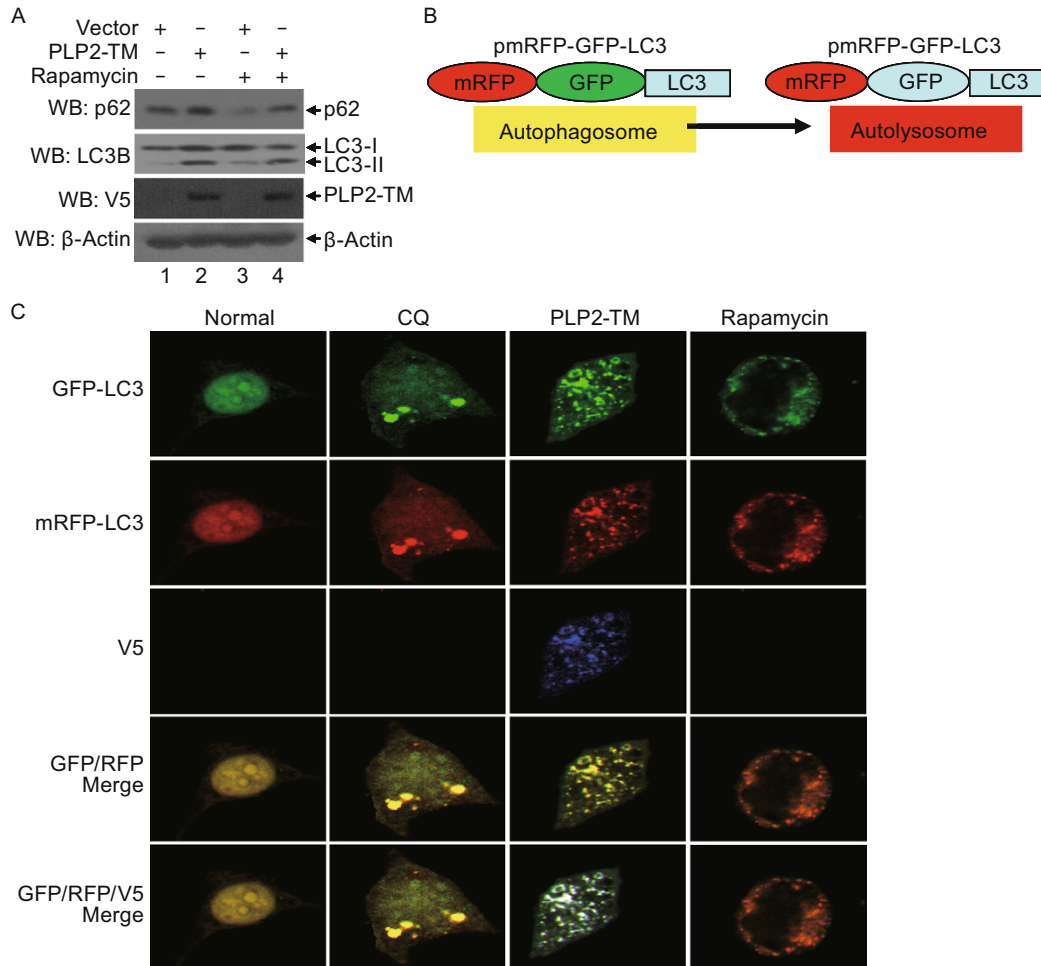 A
Vector + – + –
PLP2-TM – + – +
Rapamycin – – + +
WB: p62 p62
WB: LC3B LC3-I
LC3-II
WB: V5 PLP2-TM
WB: β-Actin β-Actin
1 2 3 4
B
pmRFP-GFP-LC3 pmRFP-GFP-LC3
mRFP GFP LC3 mRFP GFP LC3
Autophagosome Autolysosome
C
Normal CQ PLP2-TM Rapamycin
GFP-LC3
mRFP-LC3
V5
GFP/RFP
Merge
GFP/RFP/V5
Merge